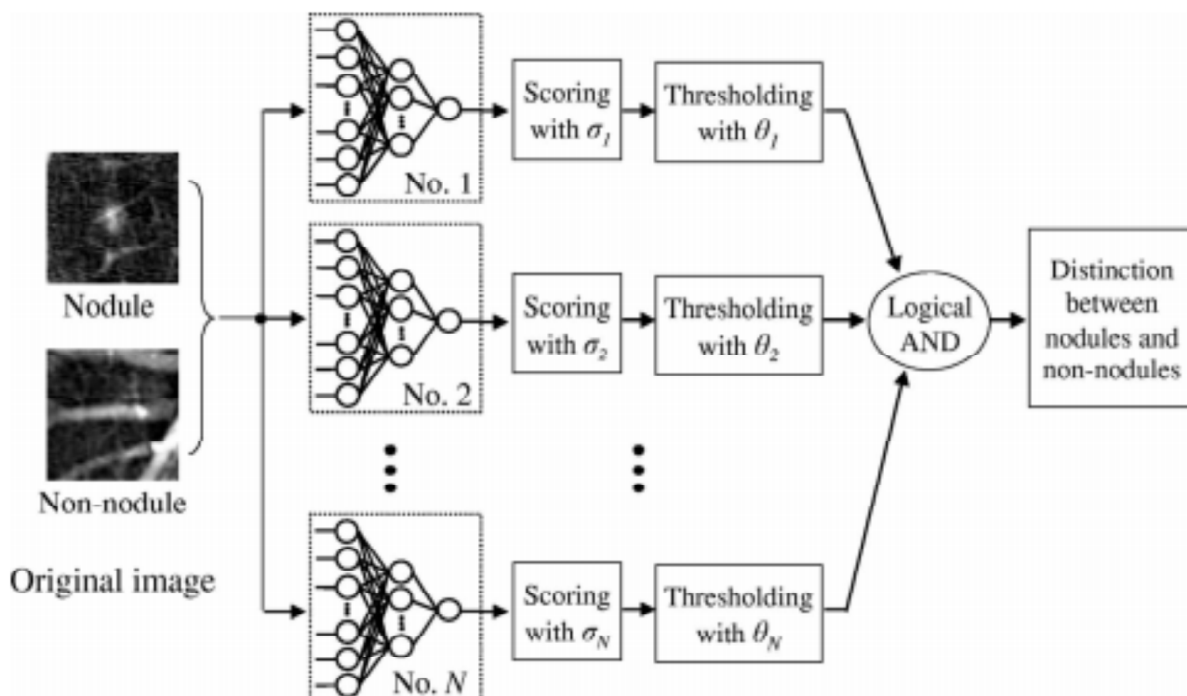 Nodule
Non-nodule
Original image
No. 1
Scoring
with σ1
Thresholding
with θ1
No. 2
Scoring
with σ2
Thresholding
with θ2
No. N
Scoring
with σN
Thresholding
with θN
Logical
AND
Distinction
between
nodules and
non-nodules